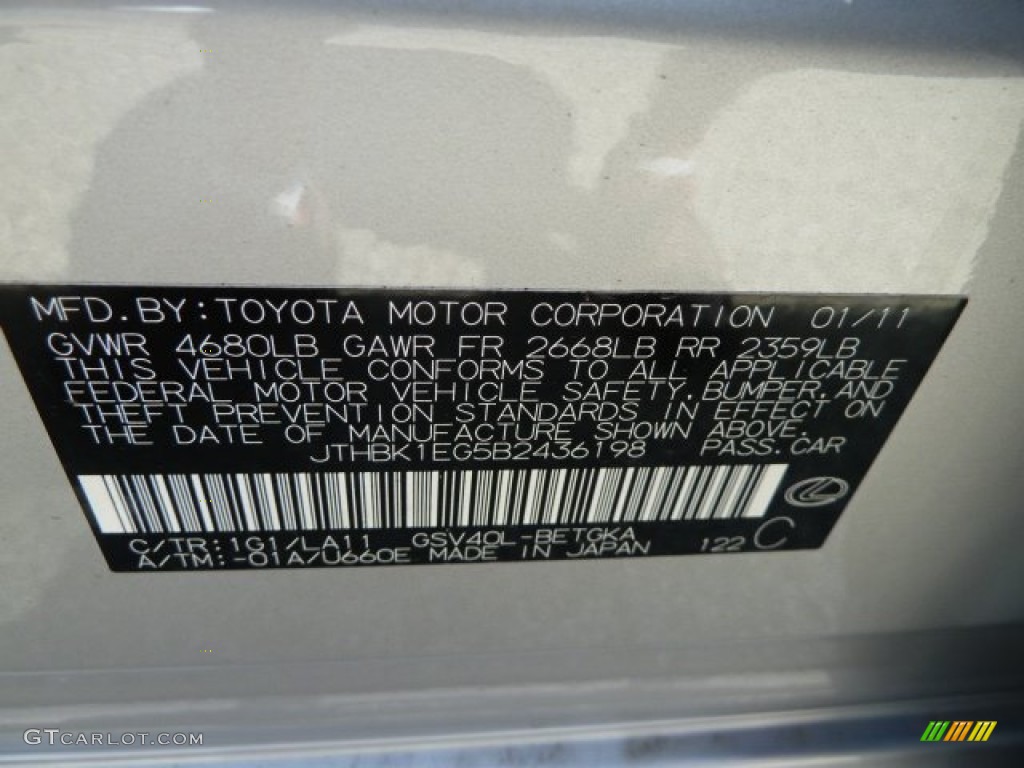 MFD. BY: TOYOTA MOTOR CORPORATION 01/11
GVWR 4680LB GAWR FR 2668LB RR 2359LB
THIS VEHICLE CONFORMS TO ALL APPLICABLE
FEDERAL MOTOR VEHICLE SAFETY, BUMPER, AND
THEFT PREVENTION STANDARDS IN EFFECT ON
THE DATE OF MANUFACTURE SHOWN ABOVE.
JTHBK1EG5B2436198 PASS. CAR
C/TR: 1G1/LA11 GSV40L-BETGKA
A/TM: -01A/U660E MADE IN JAPAN 122 C
GTCARLOT.COM